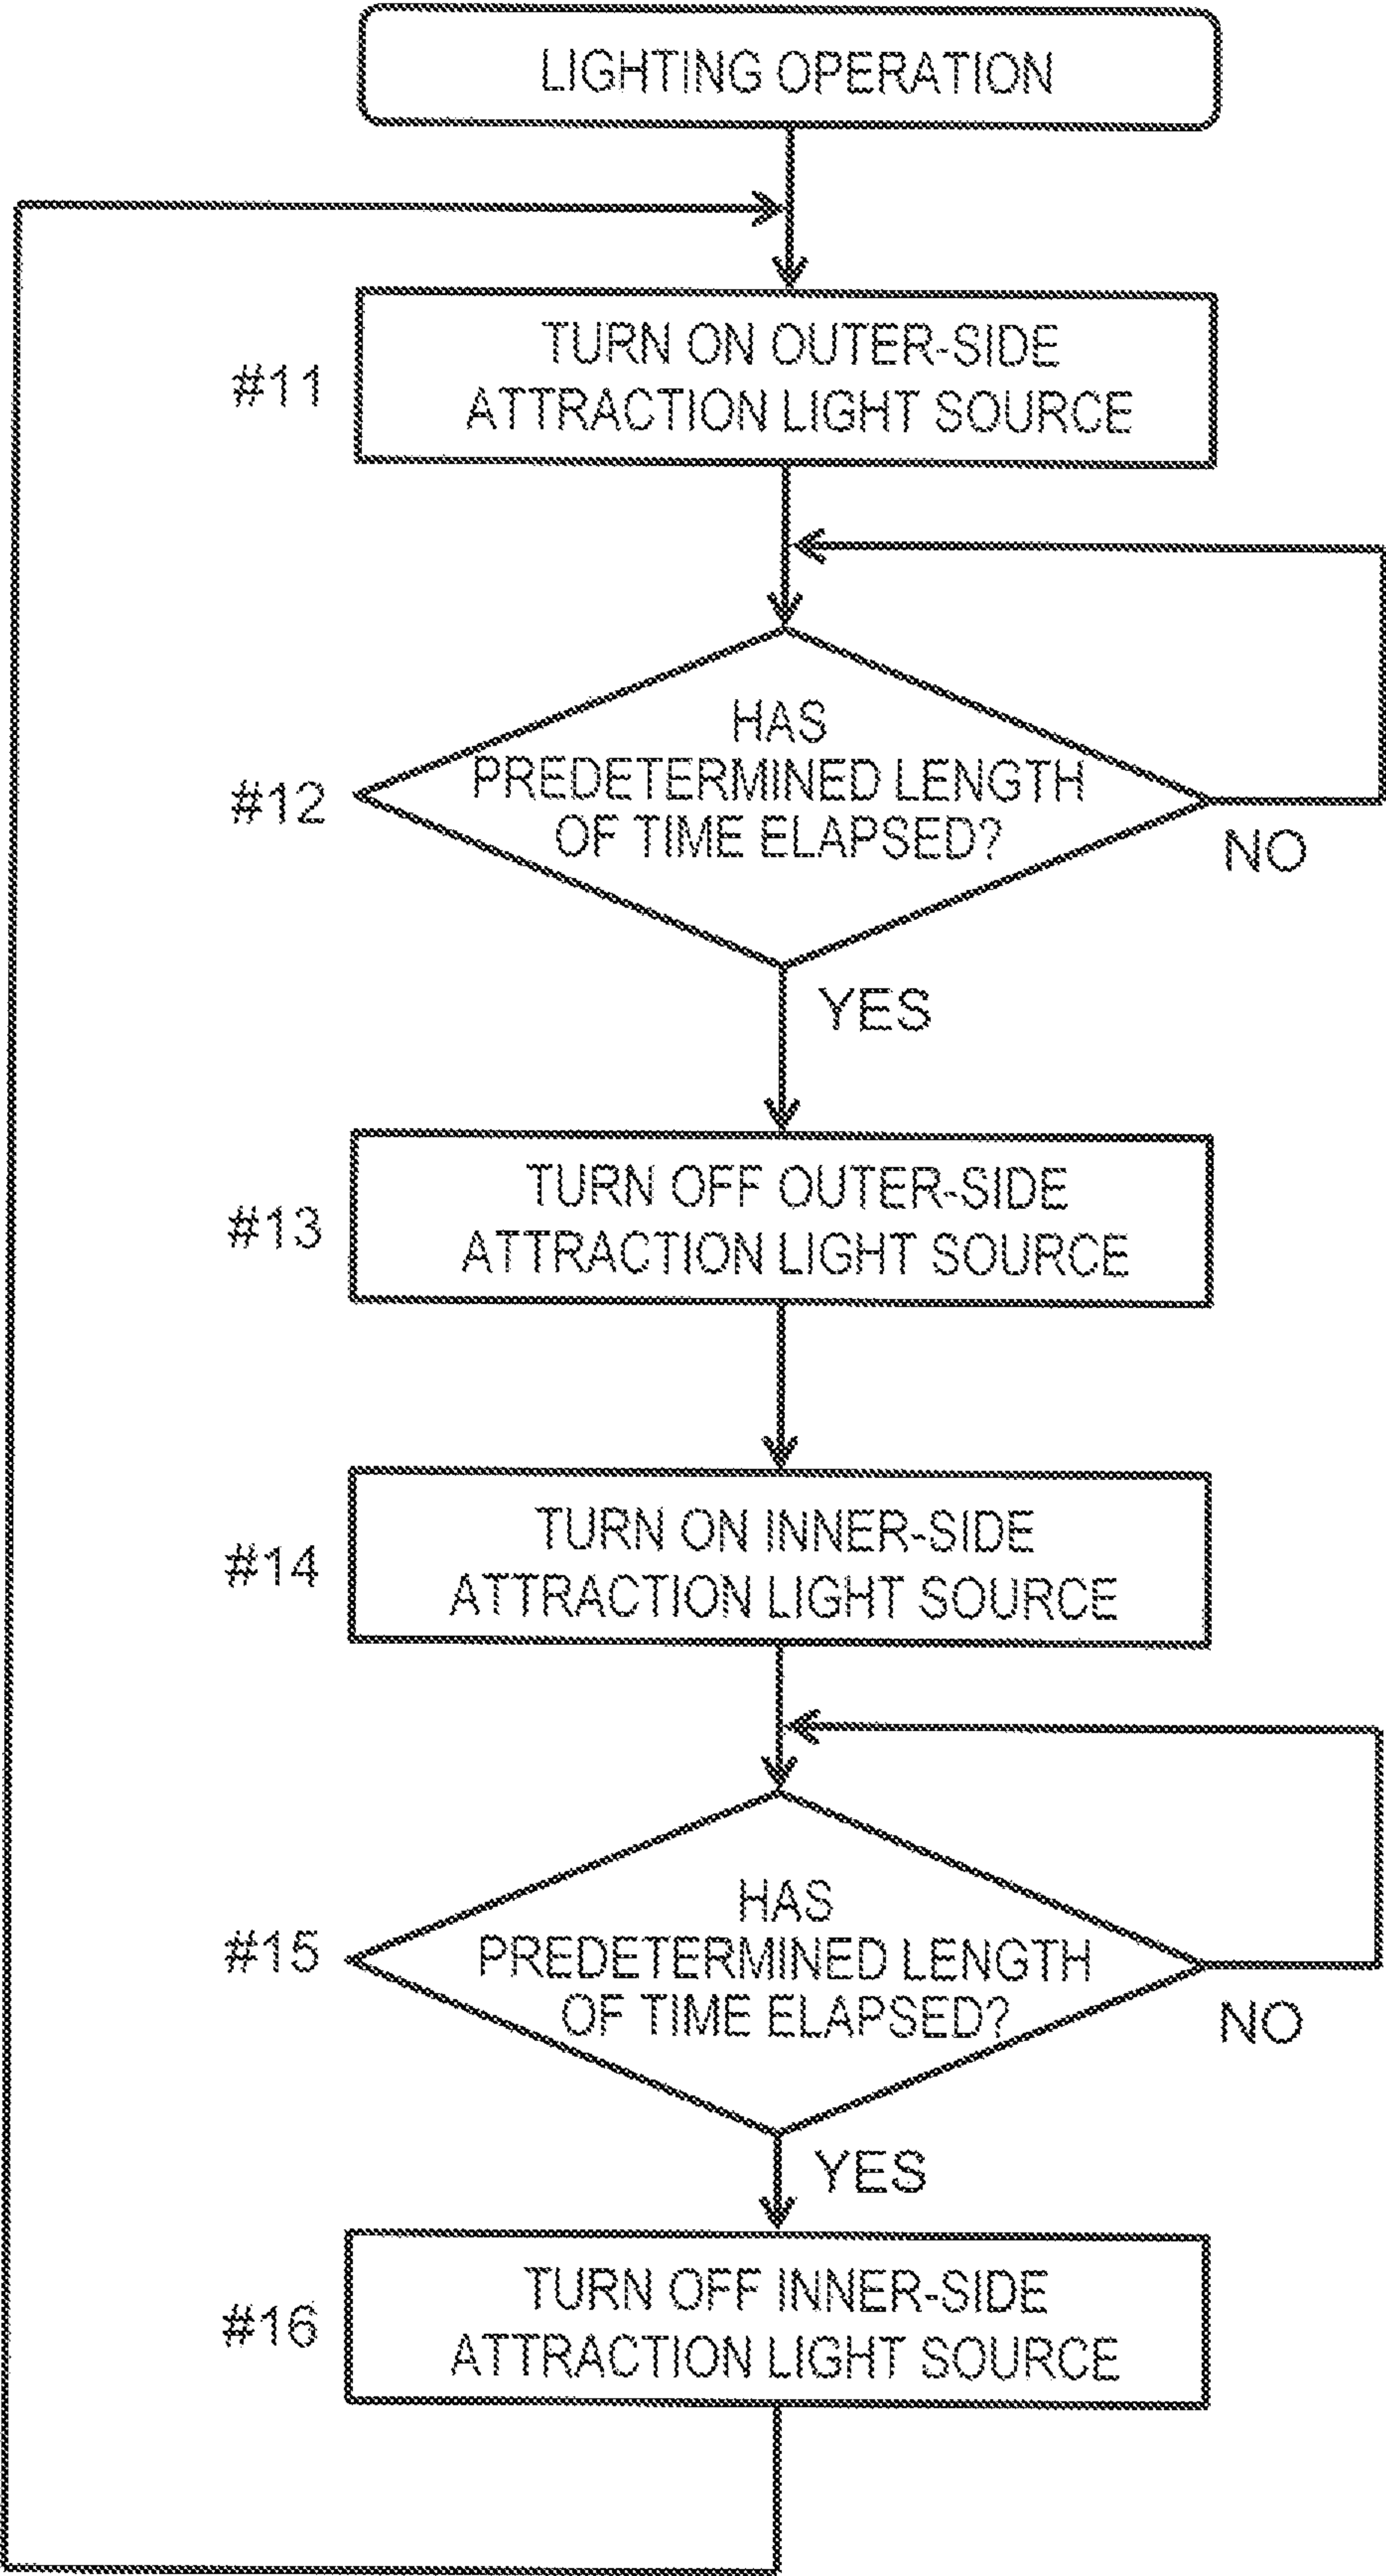 LIGHTING OPERATION
#11
TURN ON OUTER-SIDE
ATTRACTION LIGHT SOURCE
#12
HAS
PREDETERMINED LENGTH
OF TIME ELAPSED?
NO
YES
#13
TURN OFF OUTER-SIDE
ATTRACTION LIGHT SOURCE
#14
TURN ON INNER-SIDE
ATTRACTION LIGHT SOURCE
#15
HAS
PREDETERMINED LENGTH
OF TIME ELAPSED?
NO
YES
#16
TURN OFF INNER-SIDE
ATTRACTION LIGHT SOURCE